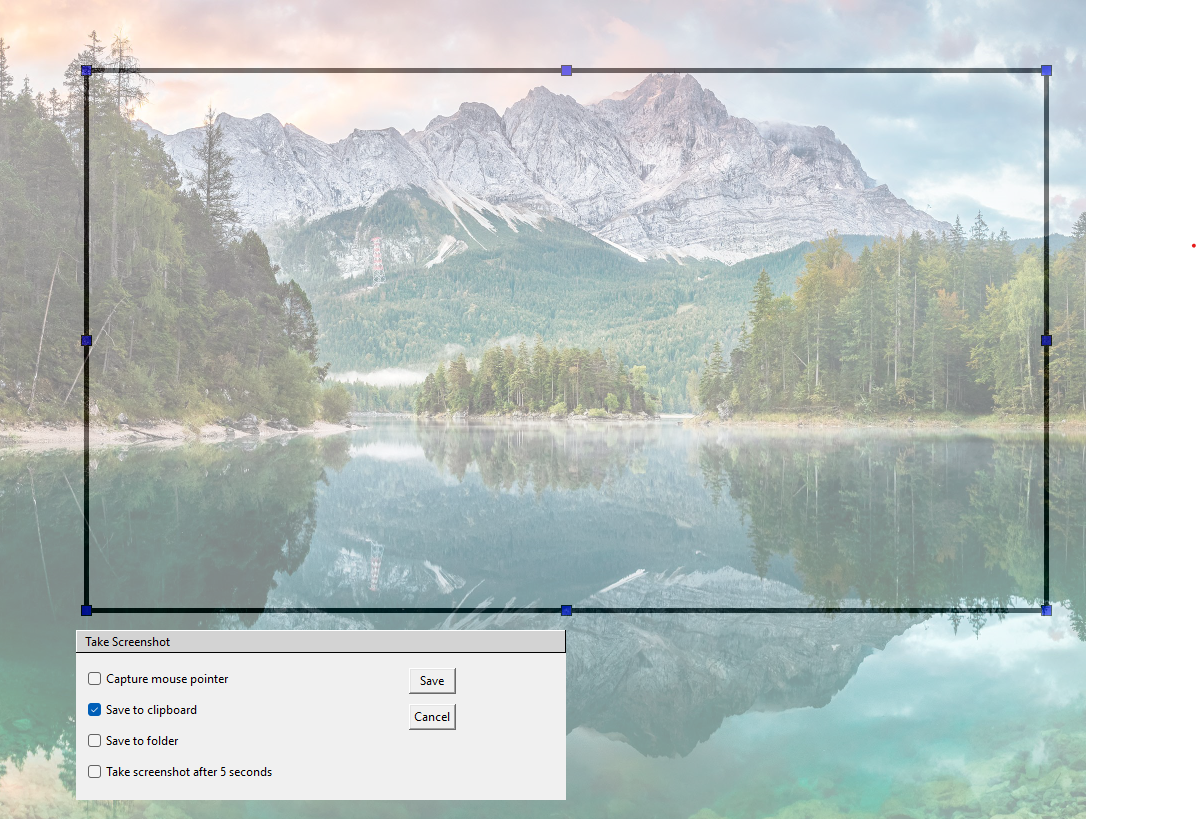 Take Screenshot
Capture mouse pointer
Save
Save to clipboard
Cancel
Save to folder
Take screenshot after 5 seconds